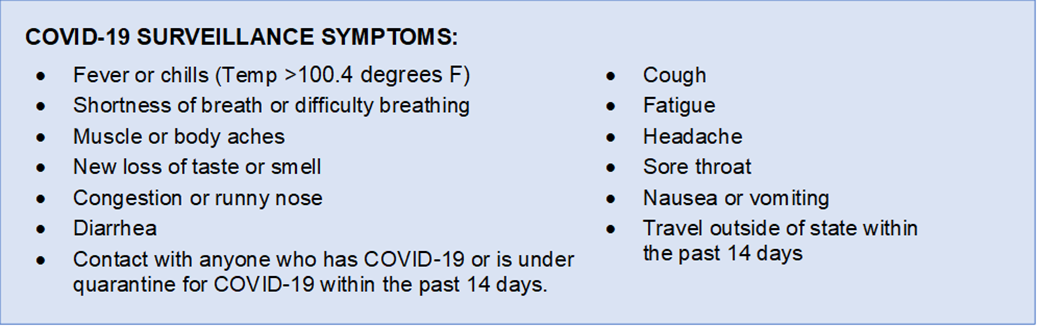 COVID-19 SURVEILLANCE SYMPTOMS:
• Fever or chills (Temp >100.4 degrees F)
• Shortness of breath or difficulty breathing
• Muscle or body aches
• New loss of taste or smell
• Congestion or runny nose
• Diarrhea
• Contact with anyone who has COVID-19 or is under
quarantine for COVID-19 within the past 14 days.
• Cough
• Fatigue
• Headache
• Sore throat
• Nausea or vomiting
• Travel outside of state within
the past 14 days